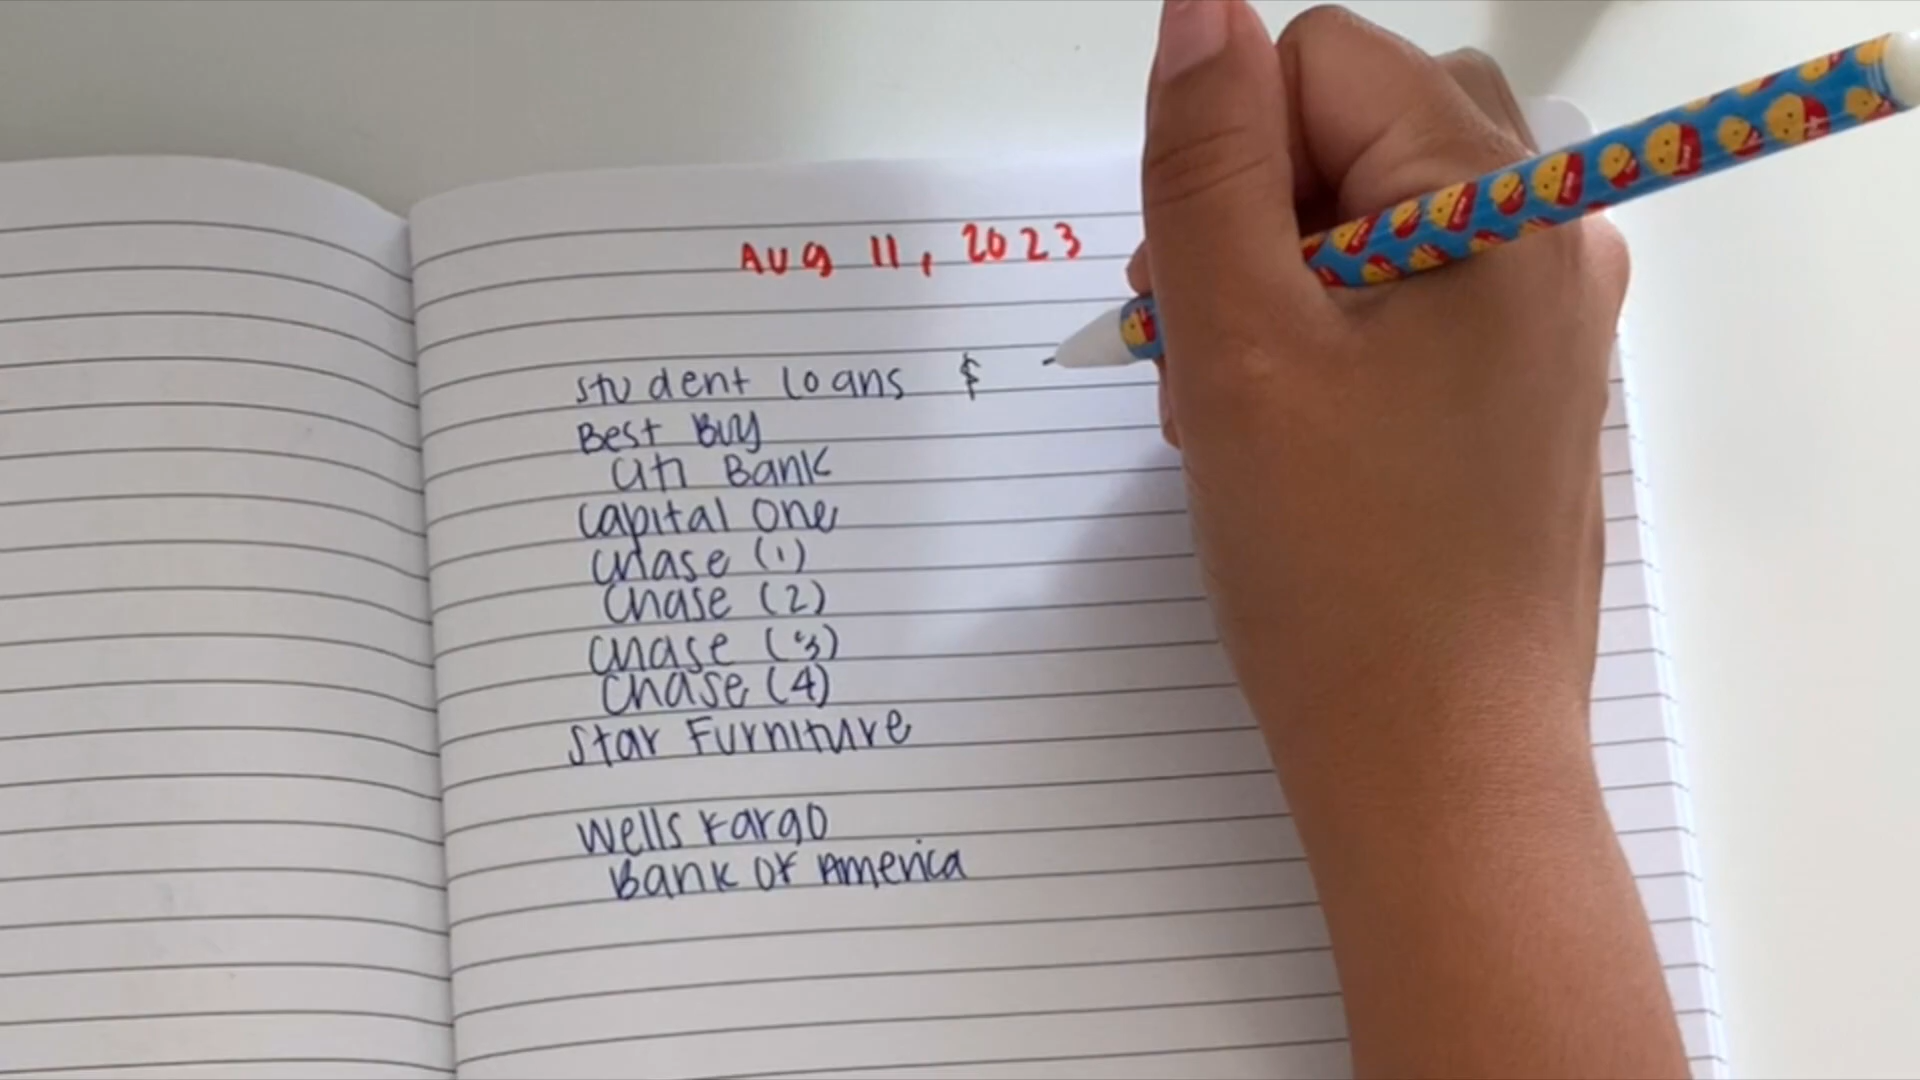 Aug 11, 2023
student loans $
Best Buy
Citi Bank
Capital One
Chase (1)
Chase (2)
Chase (3)
Chase (4)
Star Furniture
Wells Fargo
Bank of America